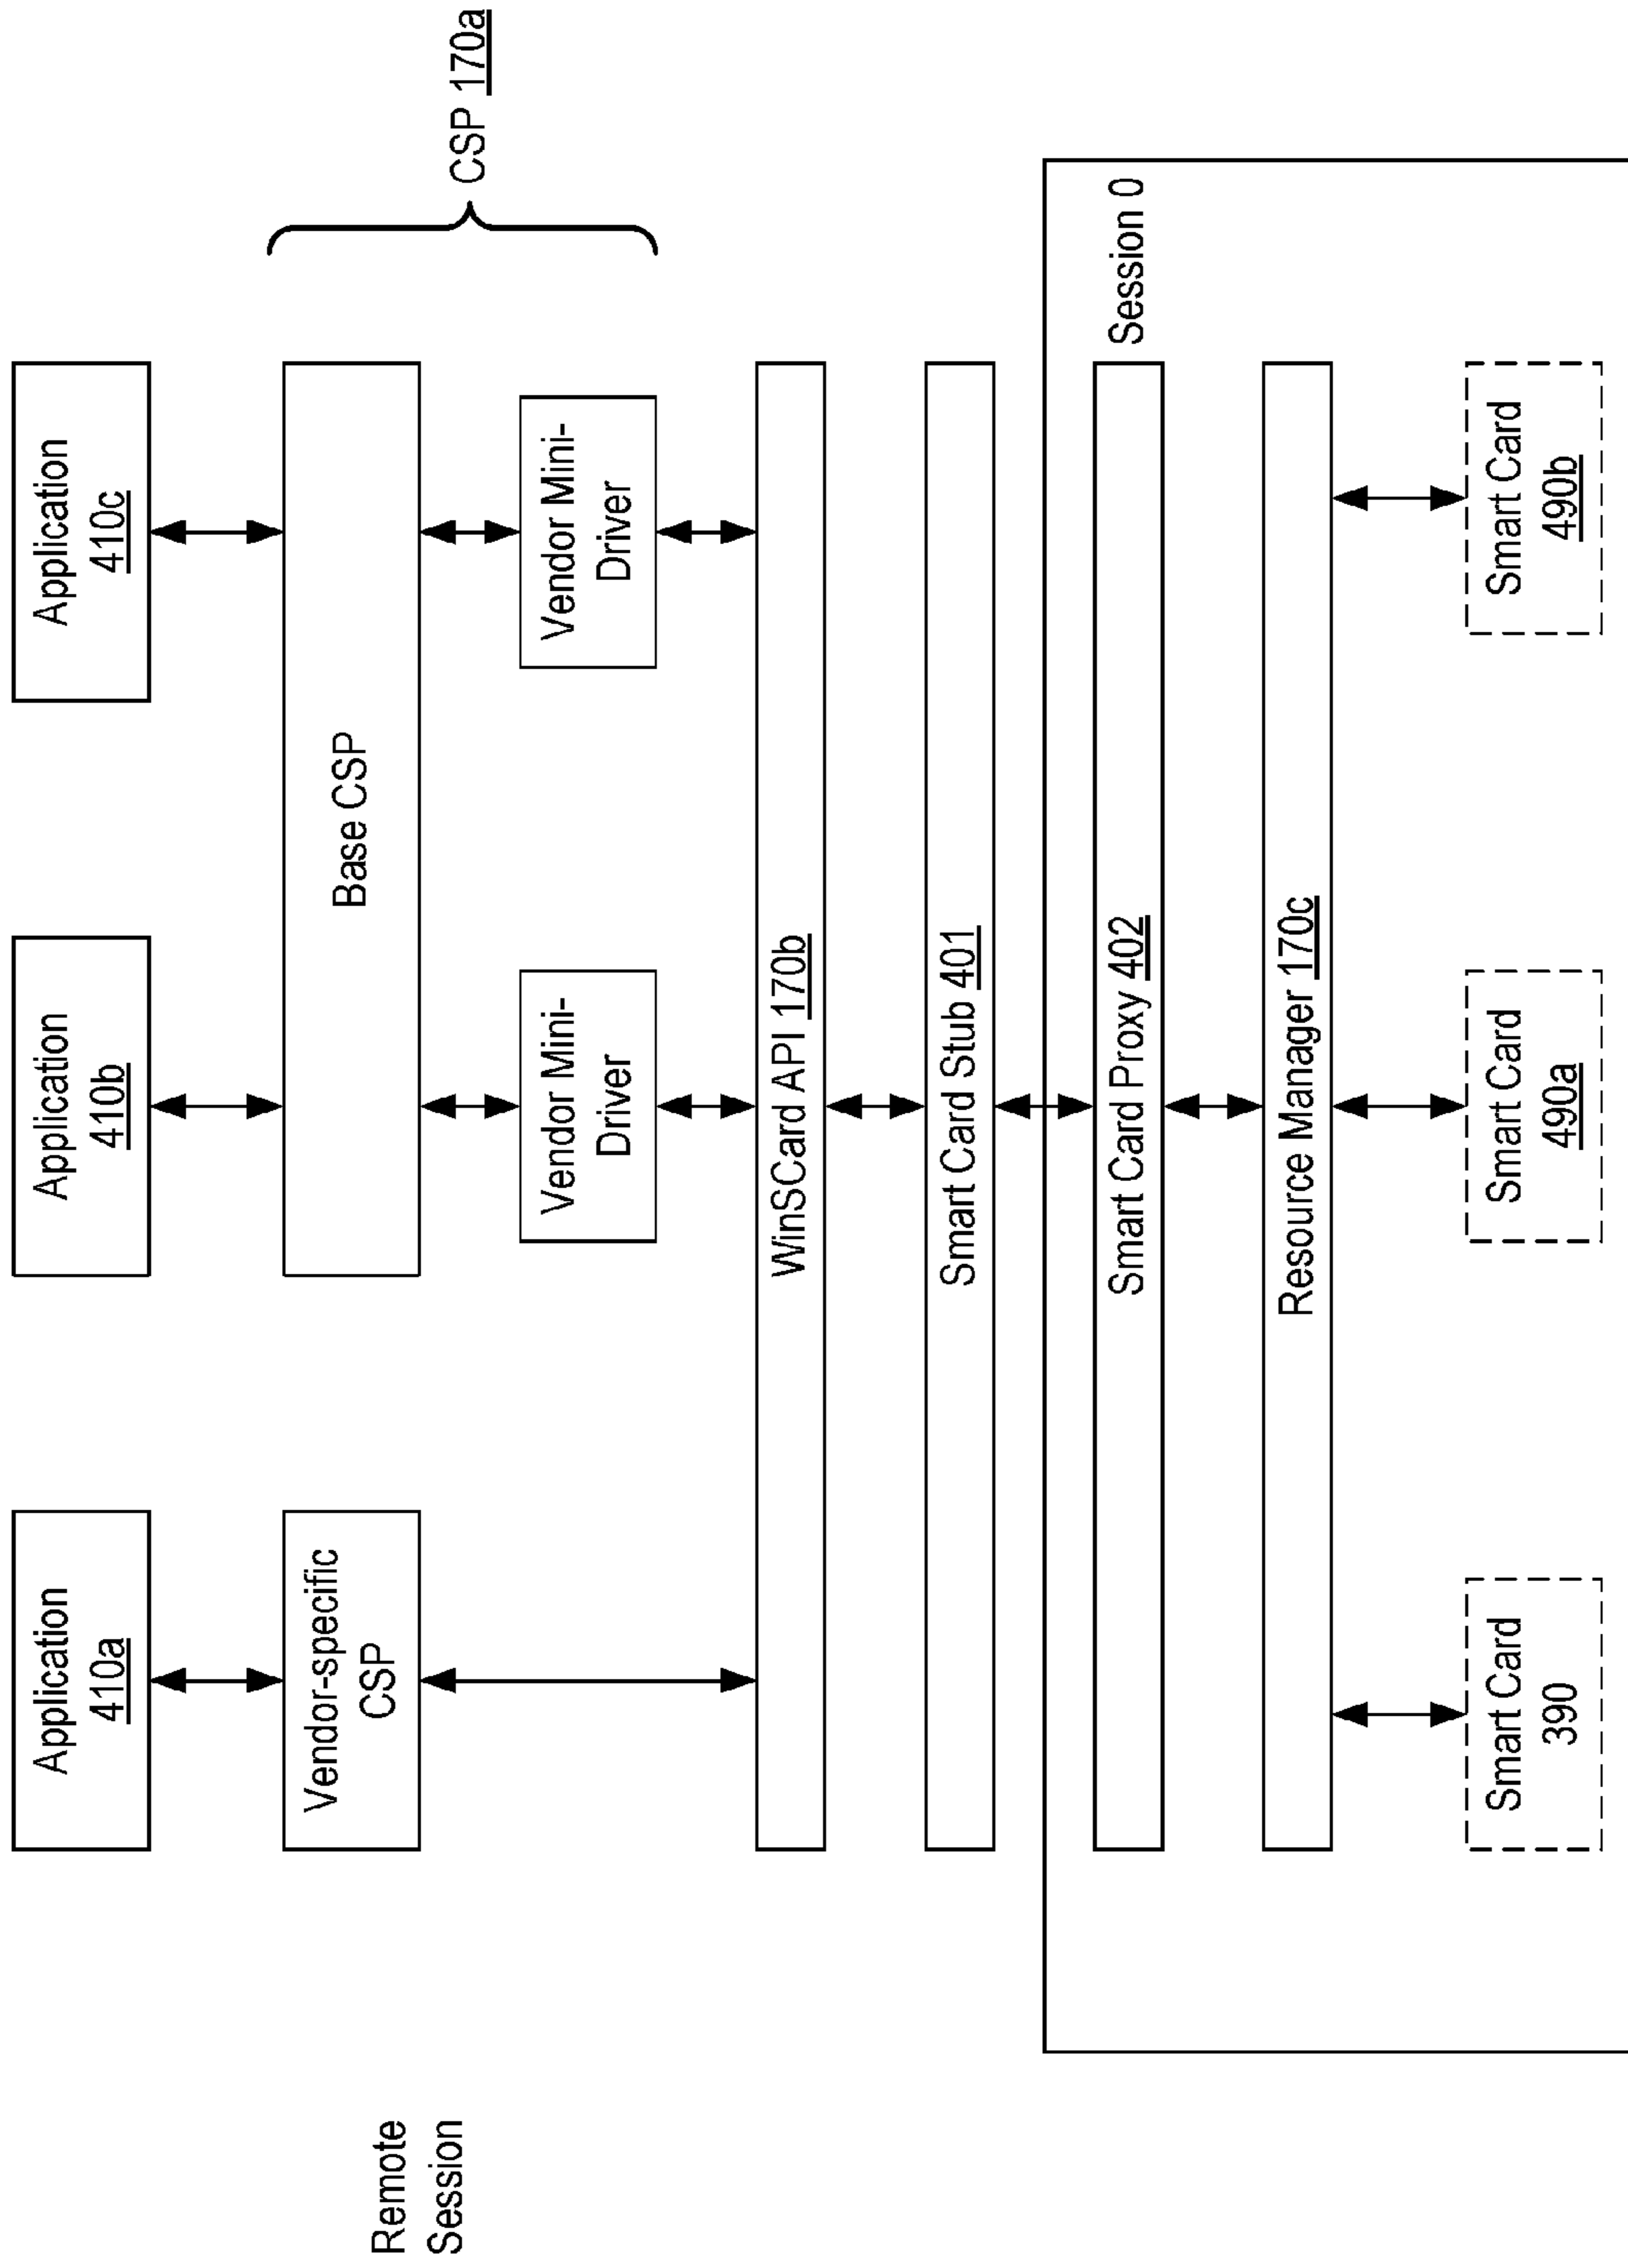 Remote
Session
Application
410a
Application
410b
Application
410c
Vendor-specific
CSP
Base CSP
CSP 170a
Vendor Mini-
Driver
Vendor Mini-
Driver
WinSCard API 170b
Smart Card Stub 401
Session 0
Smart Card Proxy 402
Resource Manager 170c
Smart Card
390
Smart Card
490a
Smart Card
490b